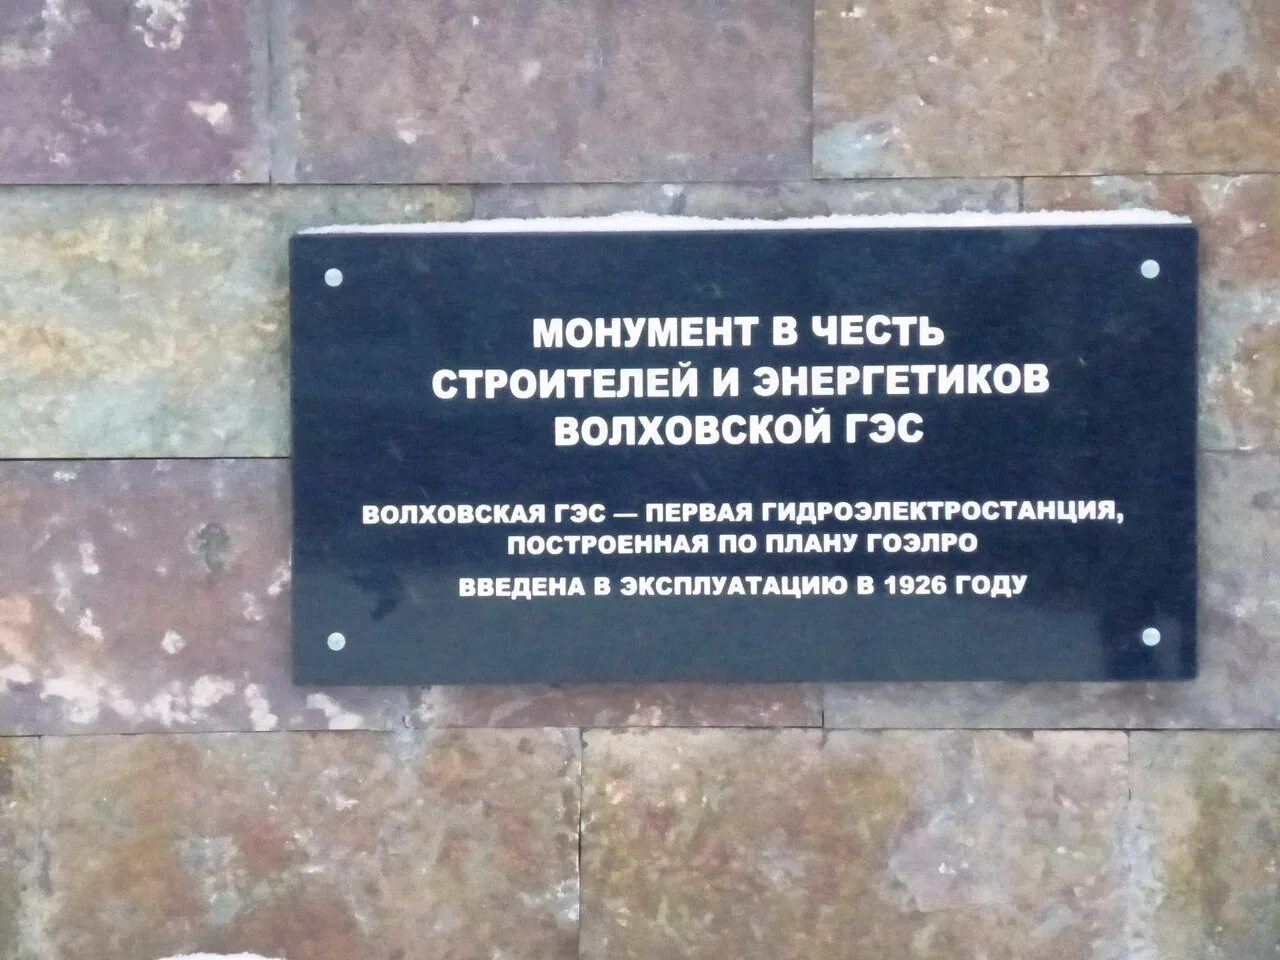 МОНУМЕНТ В ЧЕСТЬ
СТРОИТЕЛЕЙ И ЭНЕРГЕТИКОВ
ВОЛХОВСКОЙ ГЭС
ВОЛХОВСКАЯ ГЭС — ПЕРВАЯ ГИДРОЭЛЕКТРОСТАНЦИЯ,
ПОСТРОЕННАЯ ПО ПЛАНУ ГОЭЛРО
ВВЕДЕНА В ЭКСПЛУАТАЦИЮ В 1926 ГОДУ